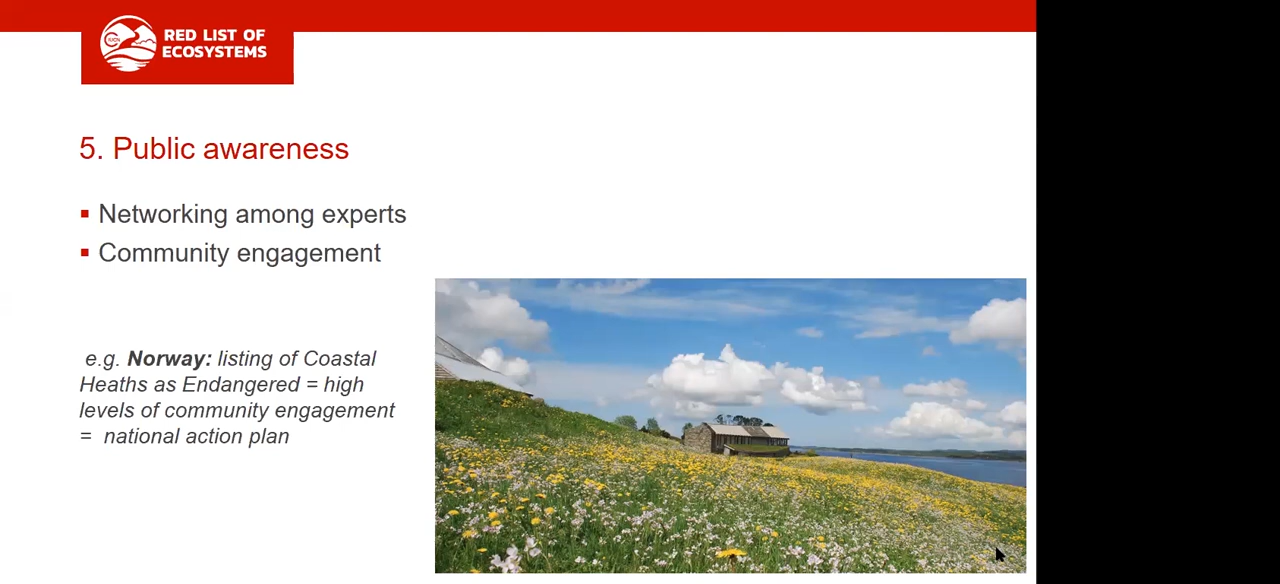 RED LIST OF
ECOSYSTEMS
5. Public awareness
▪ Networking among experts
▪ Community engagement
e.g. Norway: listing of Coastal
Heaths as Endangered = high
levels of community engagement
= national action plan